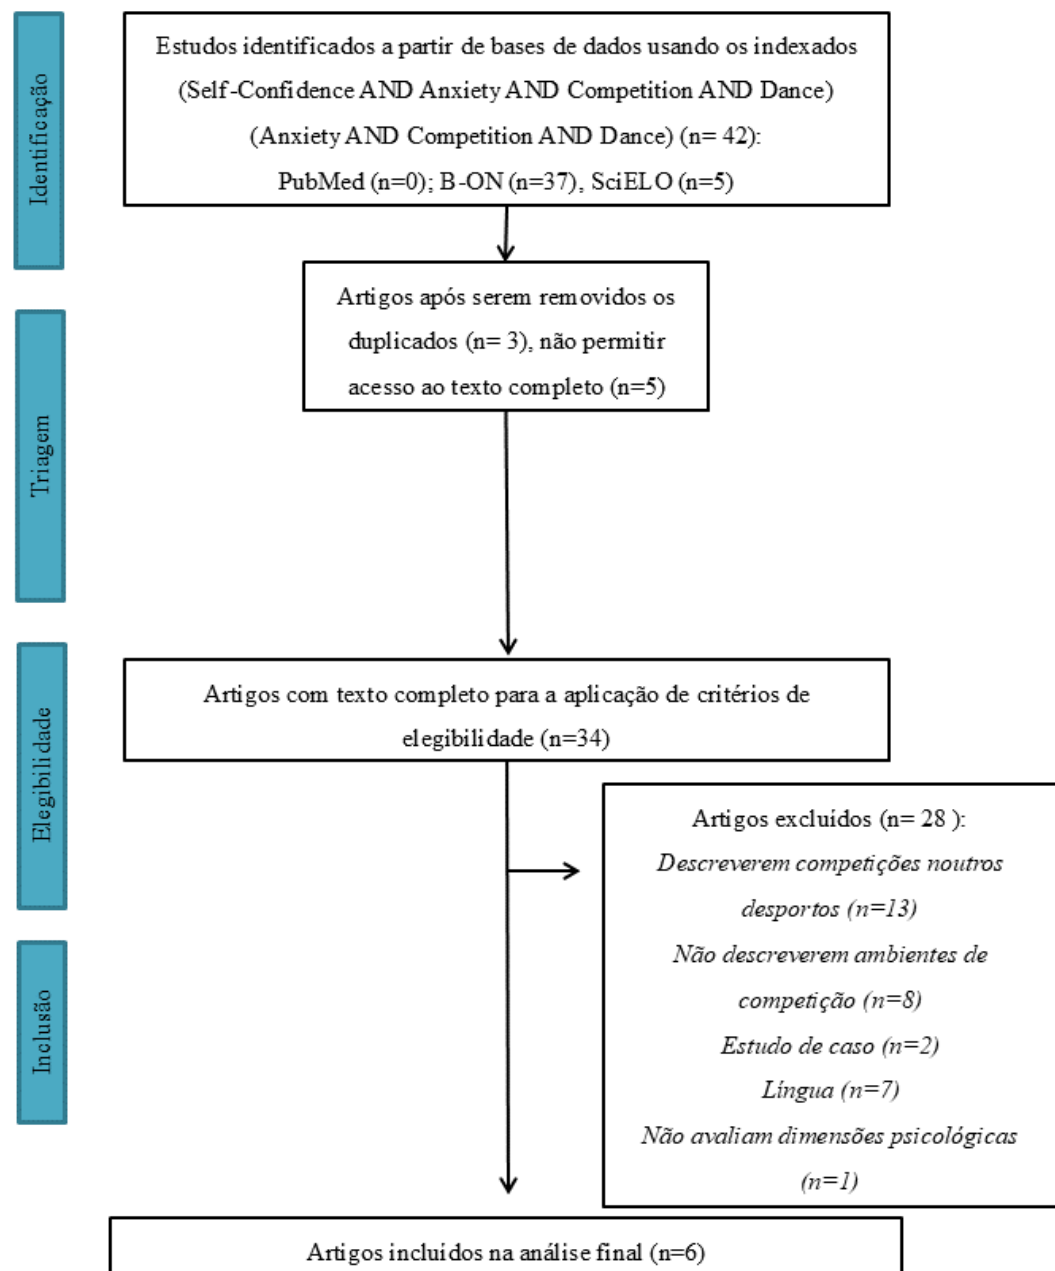 Identificação
Estudos identificados a partir de bases de dados usando os indexados
(Self-Confidence AND Anxiety AND Competition AND Dance)
(Anxiety AND Competition AND Dance) (n= 42):
PubMed (n=0); B-ON (n=37), SciELO (n=5)
Triagem
Artigos após serem removidos os
duplicados (n= 3), não permitir
acesso ao texto completo (n=5)
Elegibilidade
Artigos com texto completo para a aplicação de critérios de
elegibilidade (n=34)
Artigos excluídos (n= 28 ):
Descreverem competições noutros
desportos (n=13)
Não descreverem ambientes de
competição (n=8)
Estudo de caso (n=2)
Língua (n=7)
Não avaliam dimensões psicológicas
(n=1)
Inclusão
Artigos incluídos na análise final (n=6)